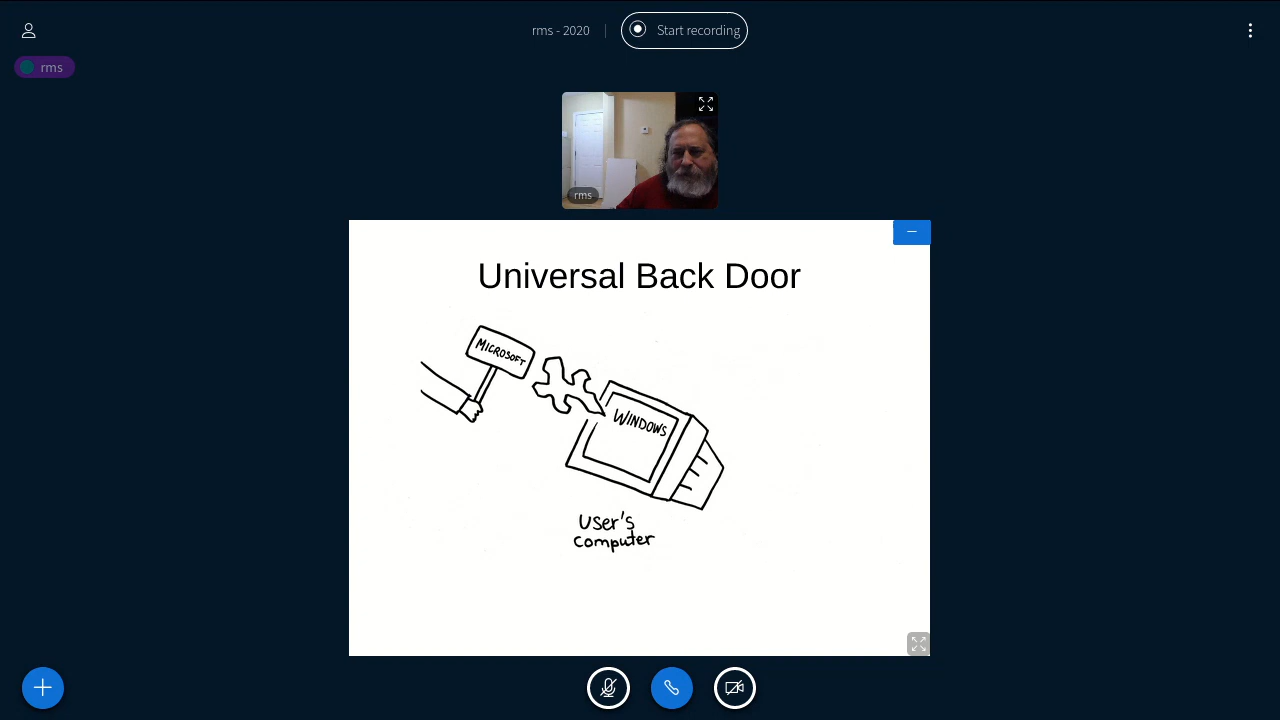 rms - 2020
Start recording
rms
rms
Universal Back Door
MICROSOFT
WINDOWS
User's
computer